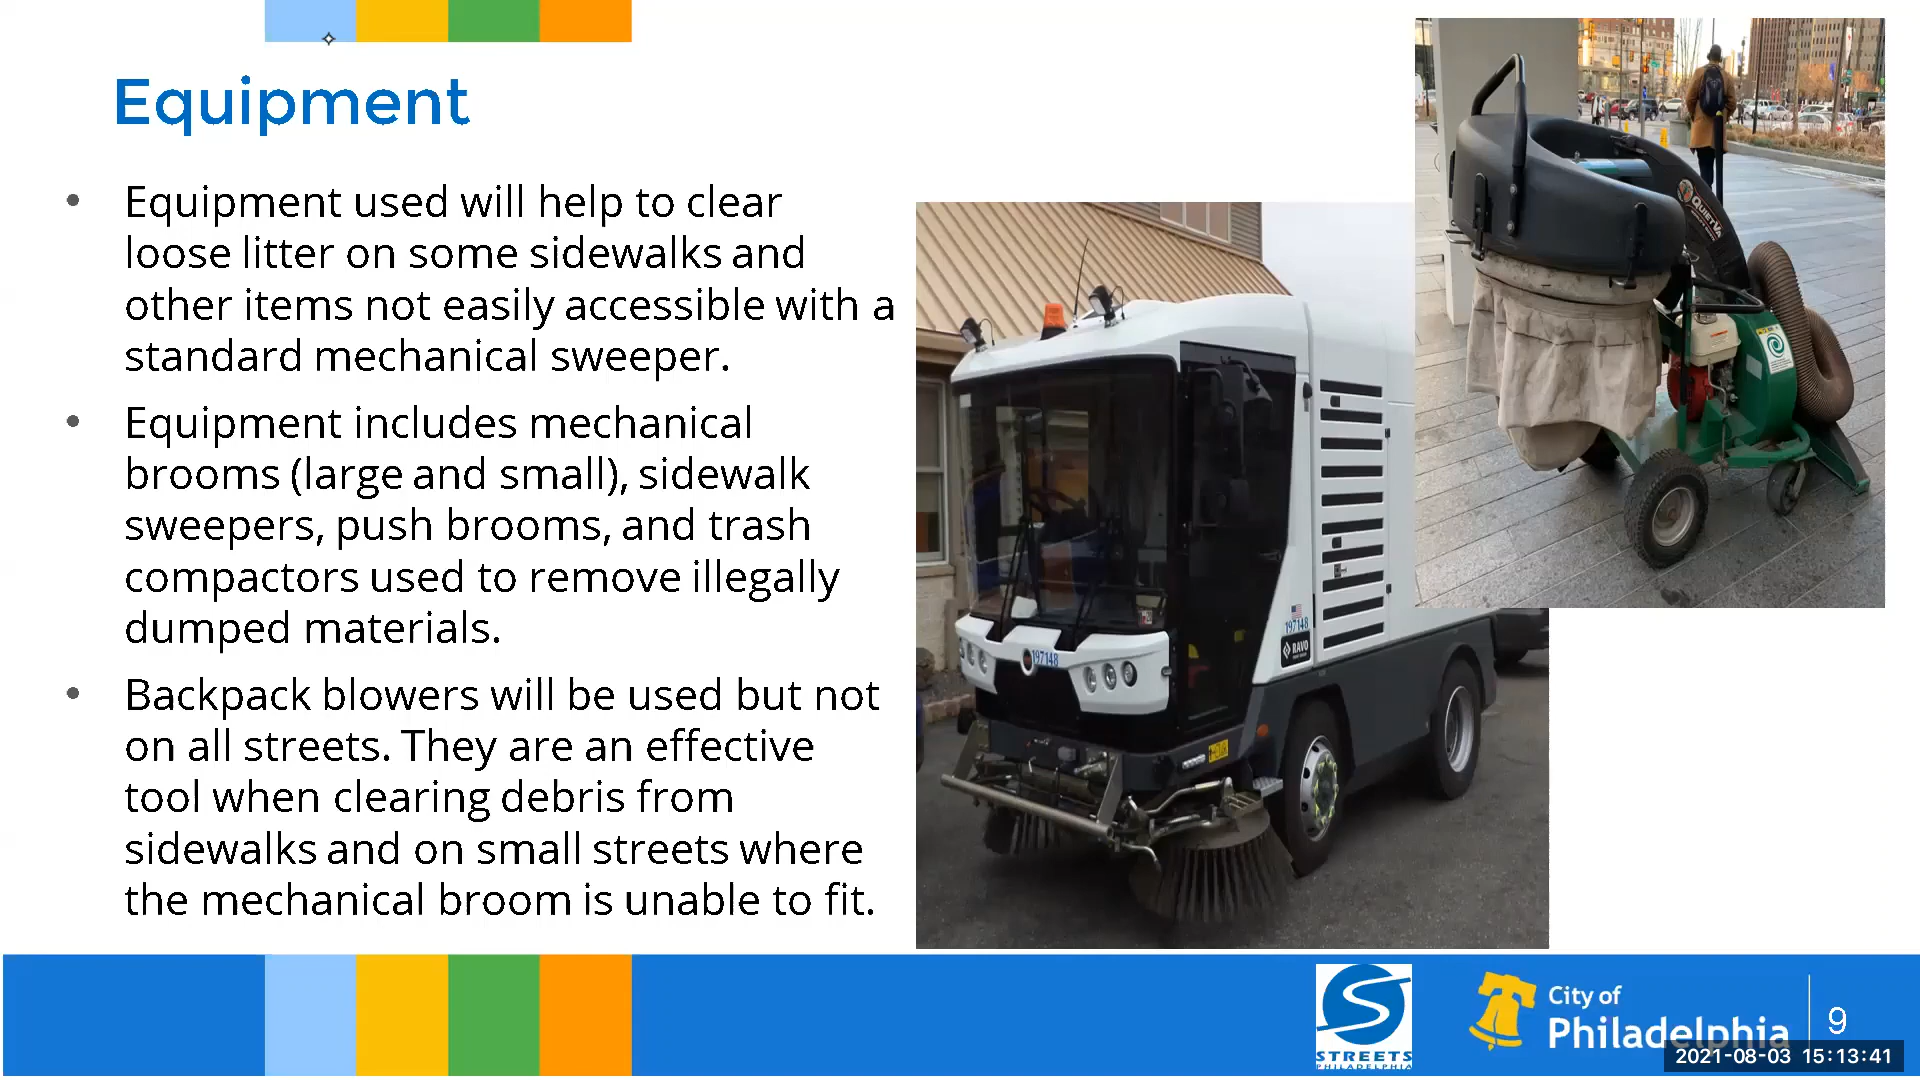 Equipment
• Equipment used will help to clear
loose litter on some sidewalks and
other items not easily accessible with a
standard mechanical sweeper.
• Equipment includes mechanical
brooms (large and small), sidewalk
sweepers, push brooms, and trash
compactors used to remove illegally
dumped materials.
• Backpack blowers will be used but not
on all streets. They are an effective
tool when clearing debris from
sidewalks and on small streets where
the mechanical broom is unable to fit.
197148
197148
RAVO
STREETS
PHILADELPHIA
City of
Philadelphia
9
2021-08-03 15:13:41